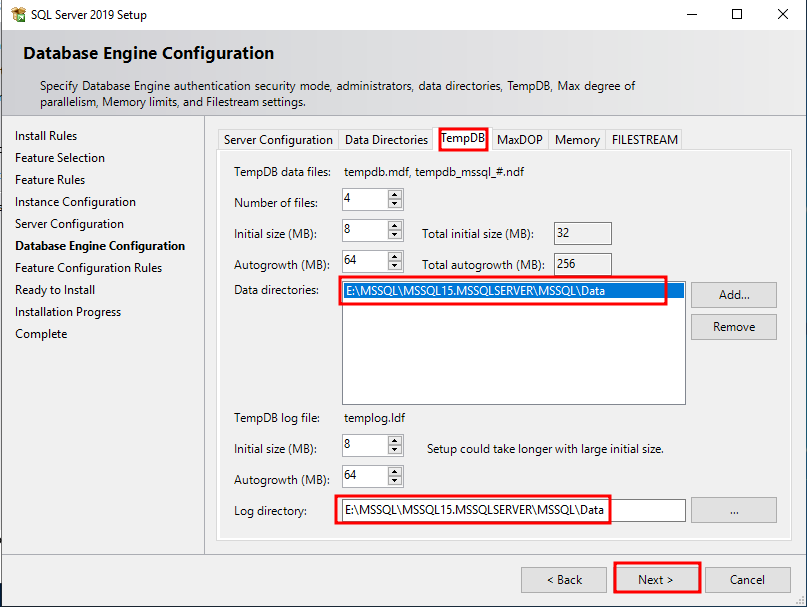 SQL Server 2019 Setup
Database Engine Configuration
Specify Database Engine authentication security mode, administrators, data directories, TempDB, Max degree of
parallelism, Memory limits, and Filestream settings.
Install Rules
Feature Selection
Feature Rules
Instance Configuration
Server Configuration
Database Engine Configuration
Feature Configuration Rules
Ready to Install
Installation Progress
Complete
Server Configuration Data Directories TempDB MaxDOP Memory FILESTREAM
TempDB data files: tempdb.mdf, tempdb_mssql_#.ndf
Number of files: 4
Initial size (MB): 8 Total initial size (MB): 32
Autogrowth (MB): 64 Total autogrowth (MB): 256
Data directories: E:\MSSQL\MSSQL15.MSSQLSERVER\MSSQL\Data Add...
Remove
TempDB log file: templog.ldf
Initial size (MB): 8 Setup could take longer with large initial size.
Autogrowth (MB): 64
Log directory: E:\MSSQL\MSSQL15.MSSQLSERVER\MSSQL\Data ...
< Back Next > Cancel